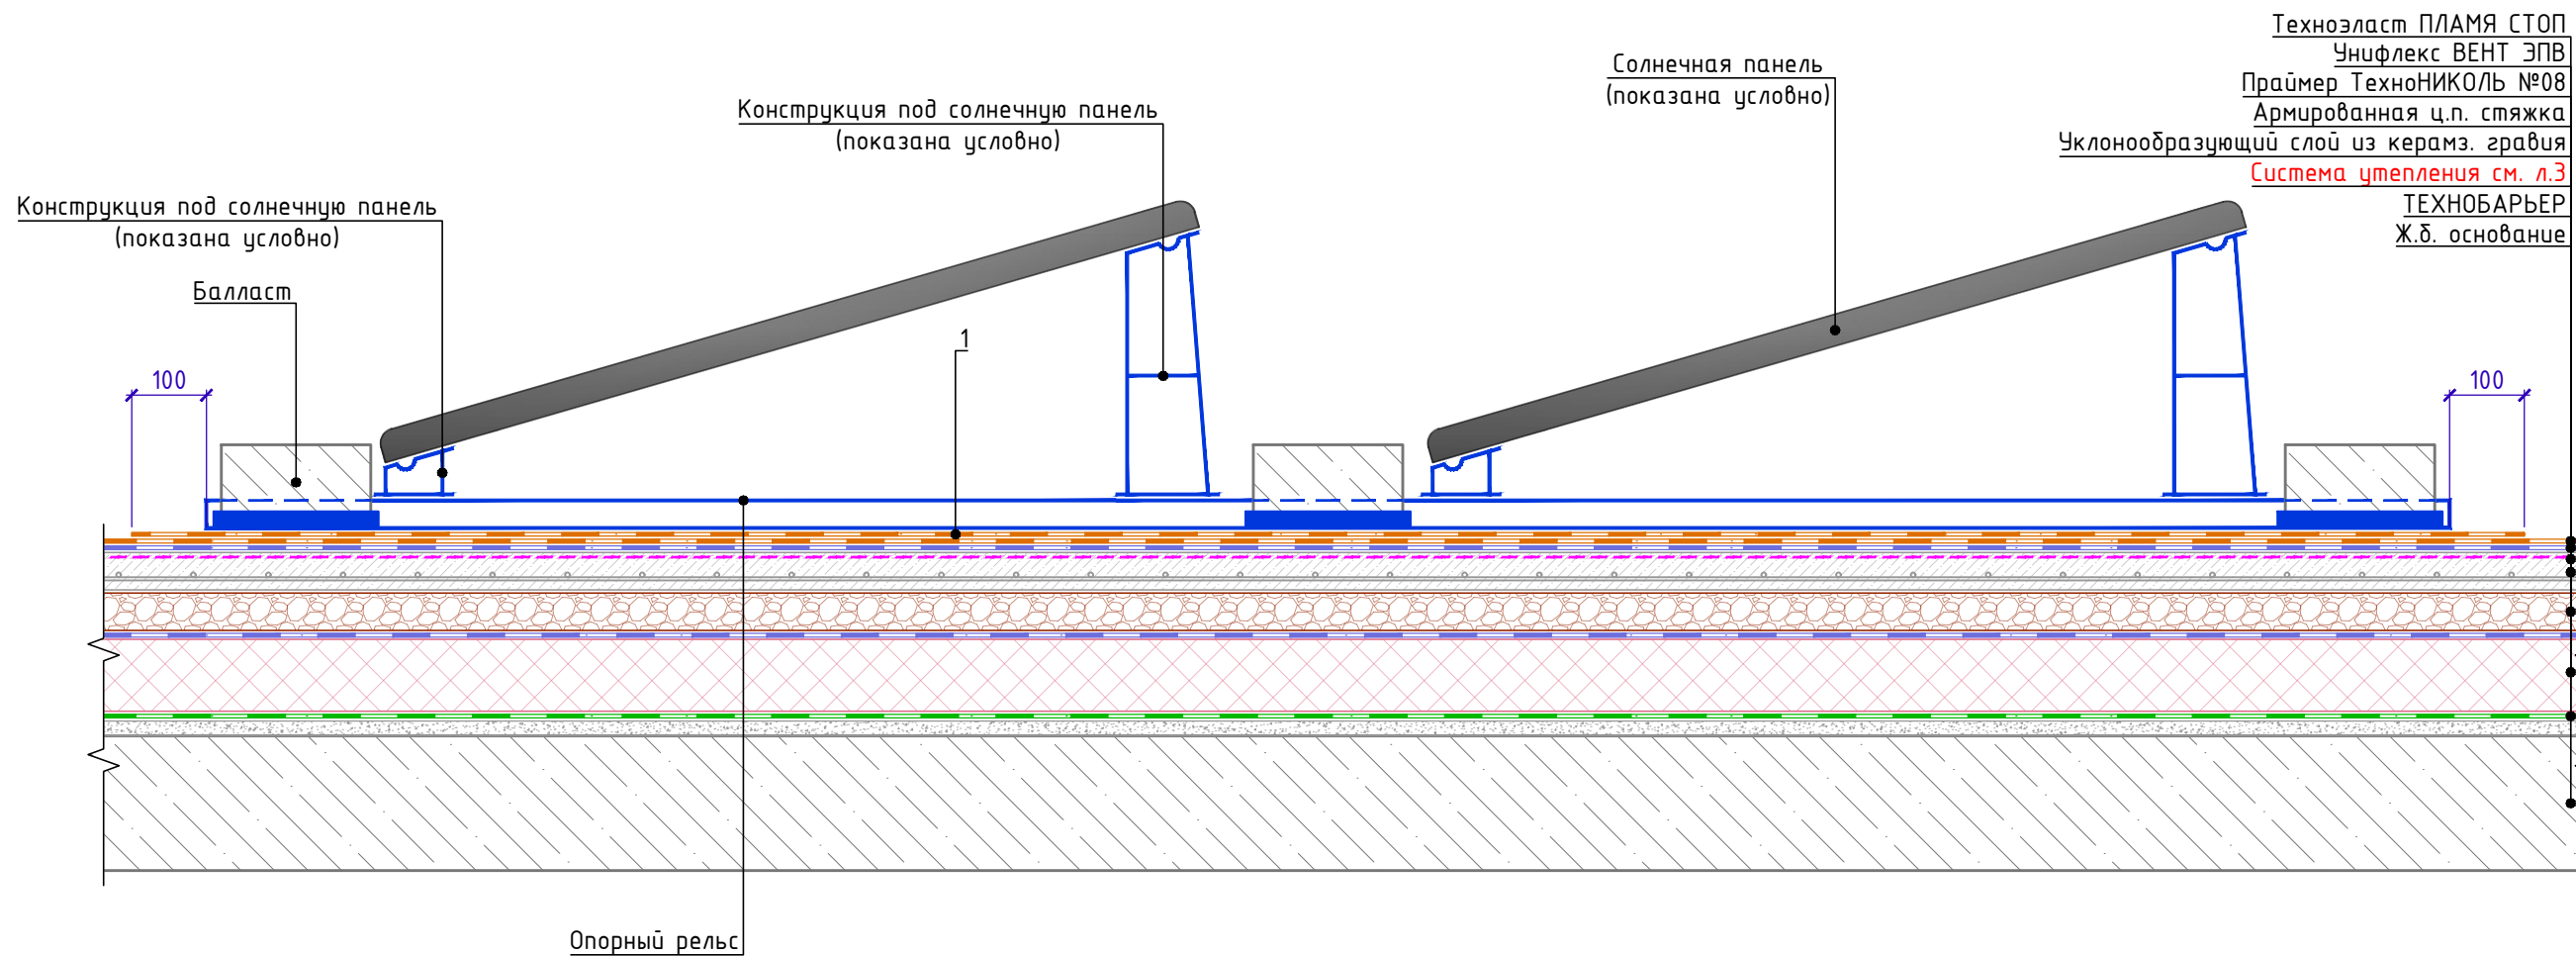 Техноэласт ПЛАМЯ СТОП
Унифлекс ВЕНТ ЭПВ
Праймер ТехноНИКОЛЬ №08
Армированная ц.п. стяжка
Уклонообразующий слой из керамз. гравия
Система утепления см. л.3
ТЕХНОБАРЬЕР
Ж.б. основание
Солнечная панель
(показана условно)
Конструкция под солнечную панель
(показана условно)
Конструкция под солнечную панель
(показана условно)
Балласт
1
100
100
Опорный рельс